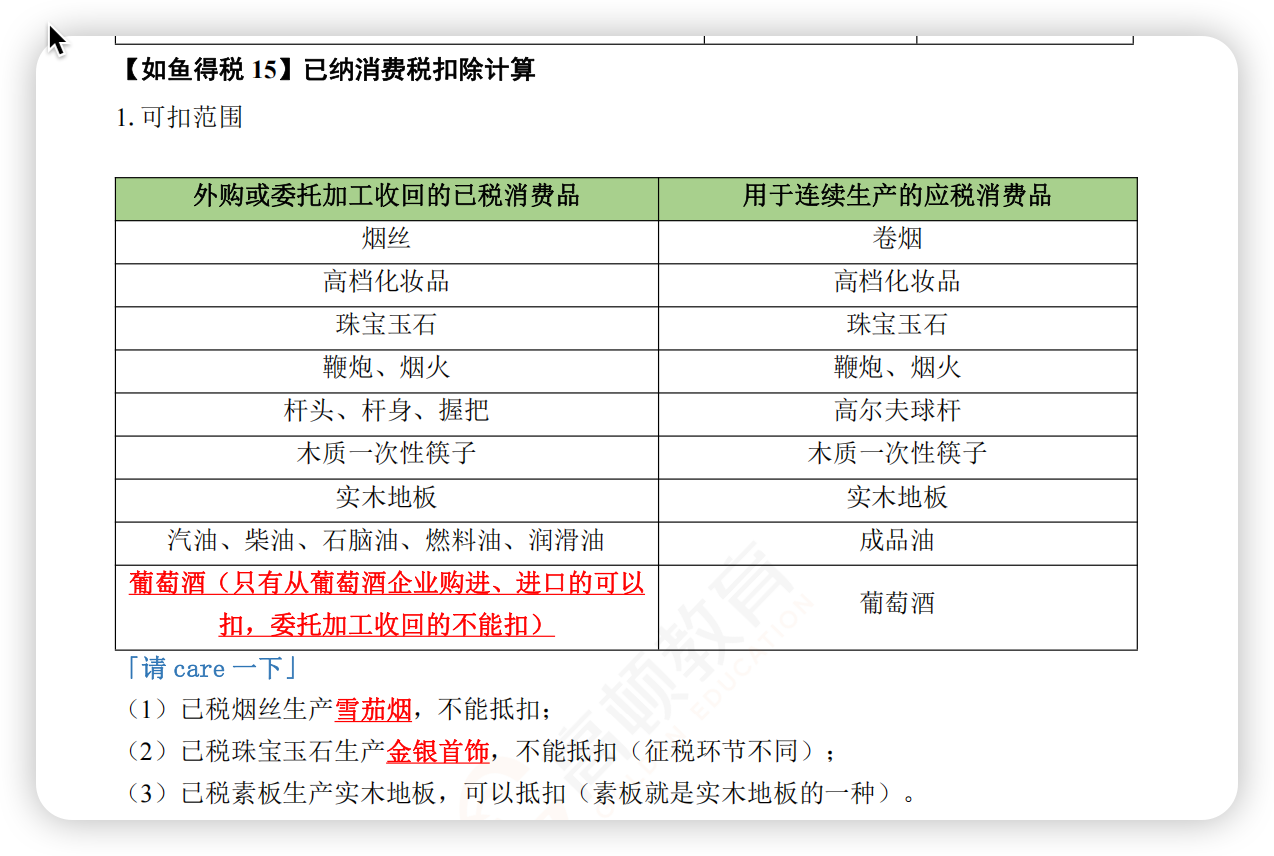 【如鱼得税 15】已纳消费税扣除计算
1. 可扣范围
外购或委托加工收回的已税消费品 用于连续生产的应税消费品
烟丝 卷烟
高档化妆品 高档化妆品
珠宝玉石 珠宝玉石
鞭炮、烟火 鞭炮、烟火
杆头、杆身、握把 高尔夫球杆
木质一次性筷子 木质一次性筷子
实木地板 实木地板
汽油、柴油、石脑油、燃料油、润滑油 成品油
葡萄酒（只有从葡萄酒企业购进、进口的可以
扣，委托加工收回的不能扣）
葡萄酒
「请 care 一下」
（1）已税烟丝生产雪茄烟，不能抵扣；
（2）已税珠宝玉石生产金银首饰，不能抵扣（征税环节不同）；
（3）已税素板生产实木地板，可以抵扣（素板就是实木地板的一种）。
高顿教育
EDUCATION